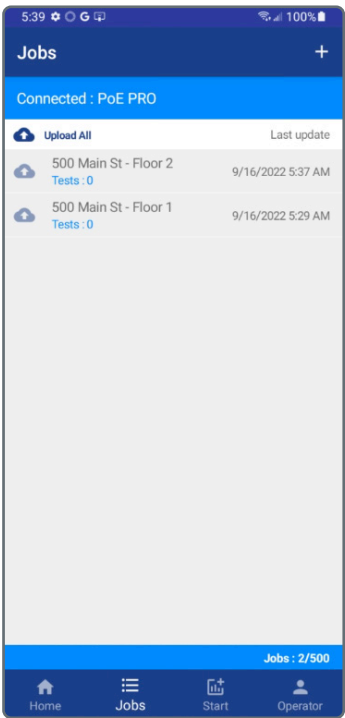 5:39 G 100%
Jobs +
Connected : PoE PRO
Upload All Last update
500 Main St - Floor 2
Tests : 0 9/16/2022 5:37 AM
500 Main St - Floor 1
Tests : 0 9/16/2022 5:29 AM
Jobs : 2/500
Home Jobs Start Operator